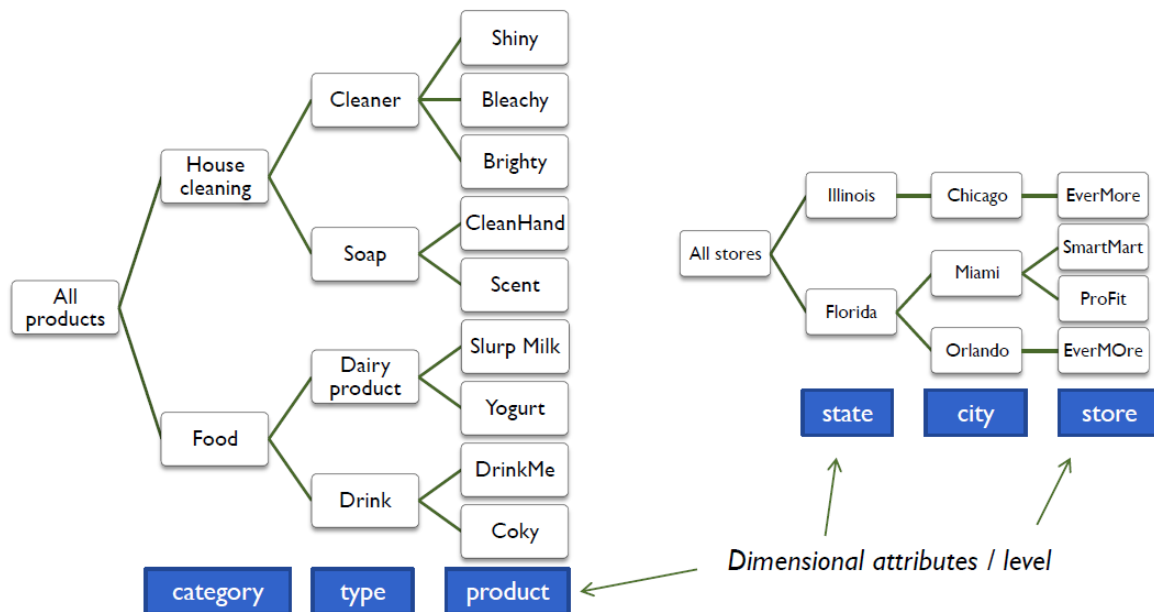 All
products
House
cleaning
Food
Cleaner
Soap
Dairy
product
Drink
Shiny
Bleachy
Brighty
CleanHand
Scent
Slurp Milk
Yogurt
DrinkMe
Coky
category
type
product
All stores
Illinois
Florida
Chicago
Miami
Orlando
EverMore
SmartMart
ProFit
EverMOre
state
city
store
Dimensional attributes / level